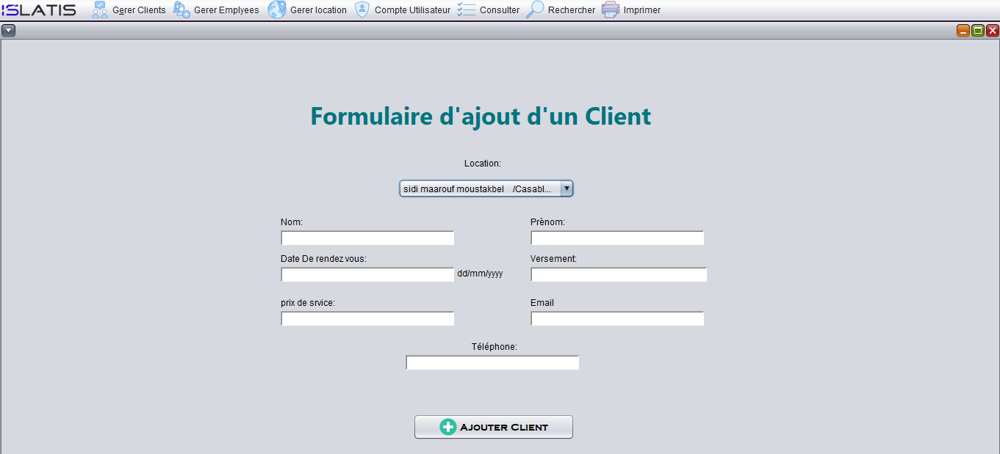 ISLATIS Gerer Clients Gerer Emplyees Gerer location Compte Utilisateur Consulter Rechercher Imprimer
Formulaire d'ajout d'un Client
Location:
sidi maarouf moustakbel /Casabl...
Nom: Prènom:
Date De rendez vous: Versement:
dd/mm/yyyy
prix de srvice: Email
Téléphone:
AJOUTER CLIENT